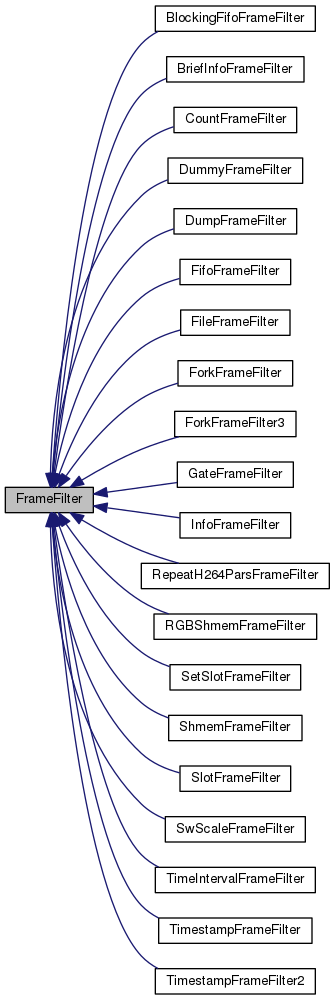 BlockingFifoFrameFilter
BriefInfoFrameFilter
CountFrameFilter
DummyFrameFilter
DumpFrameFilter
FifoFrameFilter
FileFrameFilter
ForkFrameFilter
ForkFrameFilter3
GateFrameFilter
FrameFilter
InfoFrameFilter
RepeatH264ParsFrameFilter
RGBShmemFrameFilter
SetSlotFrameFilter
ShmemFrameFilter
SlotFrameFilter
SwScaleFrameFilter
TimeIntervalFrameFilter
TimestampFrameFilter
TimestampFrameFilter2